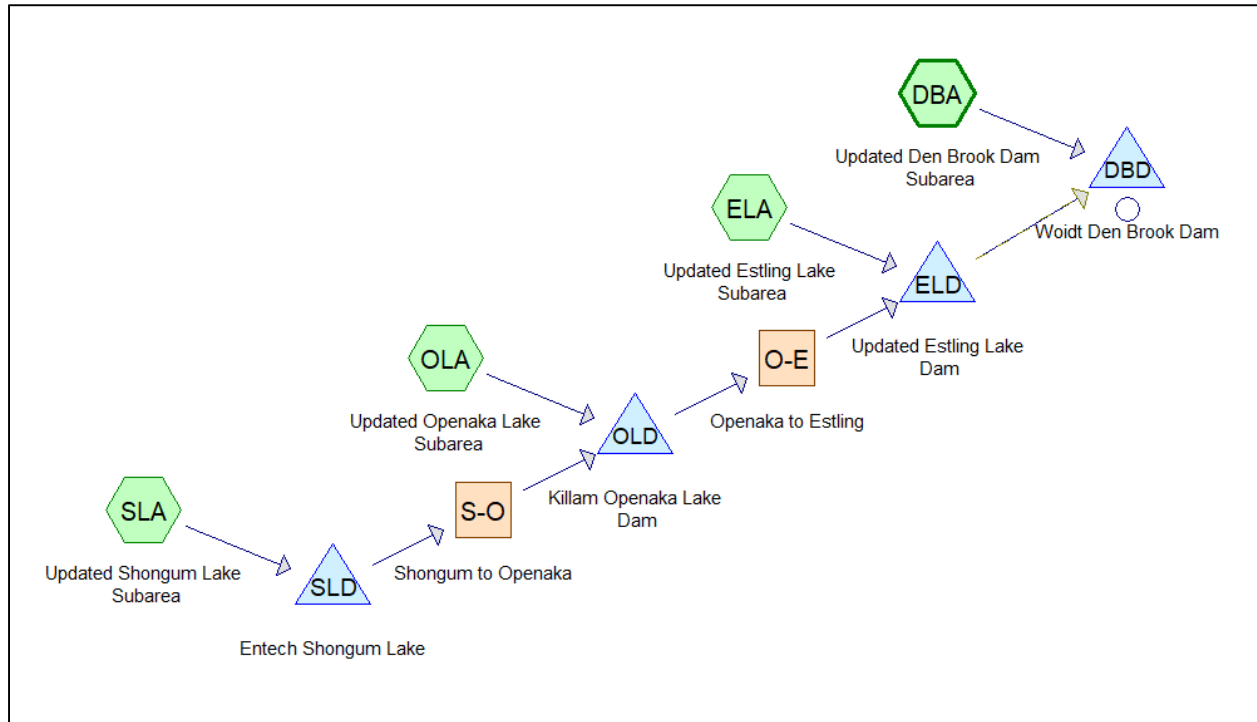 DBA
Updated Den Brook Dam
Subarea
DBD
Woidt Den Brook Dam
ELA
Updated Estling Lake
Subarea
ELD
Updated Estling Lake
Dam
O-E
Openaka to Estling
OLA
Updated Openaka Lake
Subarea
OLD
Killam Openaka Lake
Dam
S-O
Shongum to Openaka
SLA
Updated Shongum Lake
Subarea
SLD
Entech Shongum Lake